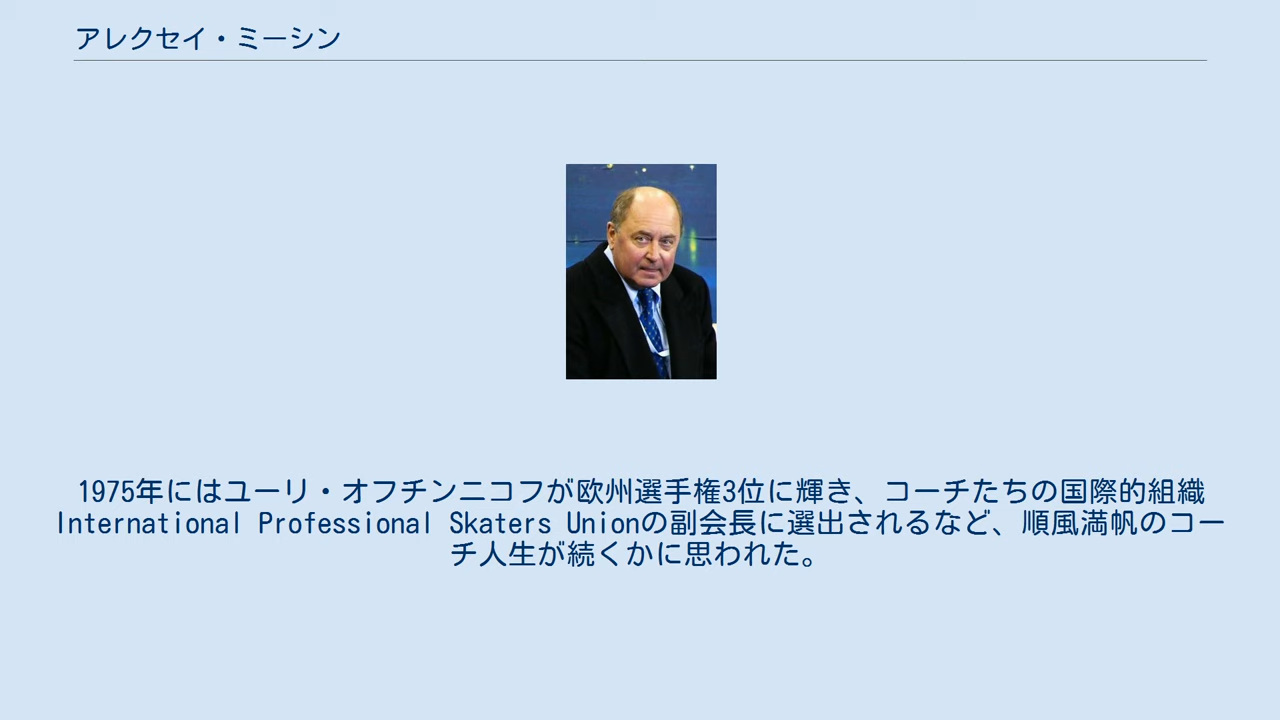 アレクセイ・ミーシン
1975年にはユーリ・オフチンニコフが欧州選手権3位に輝き、コーチたちの国際的組織
International Professional Skaters Unionの副会長に選出されるなど、順風満帆のコー
チ人生が続くかに思われた。